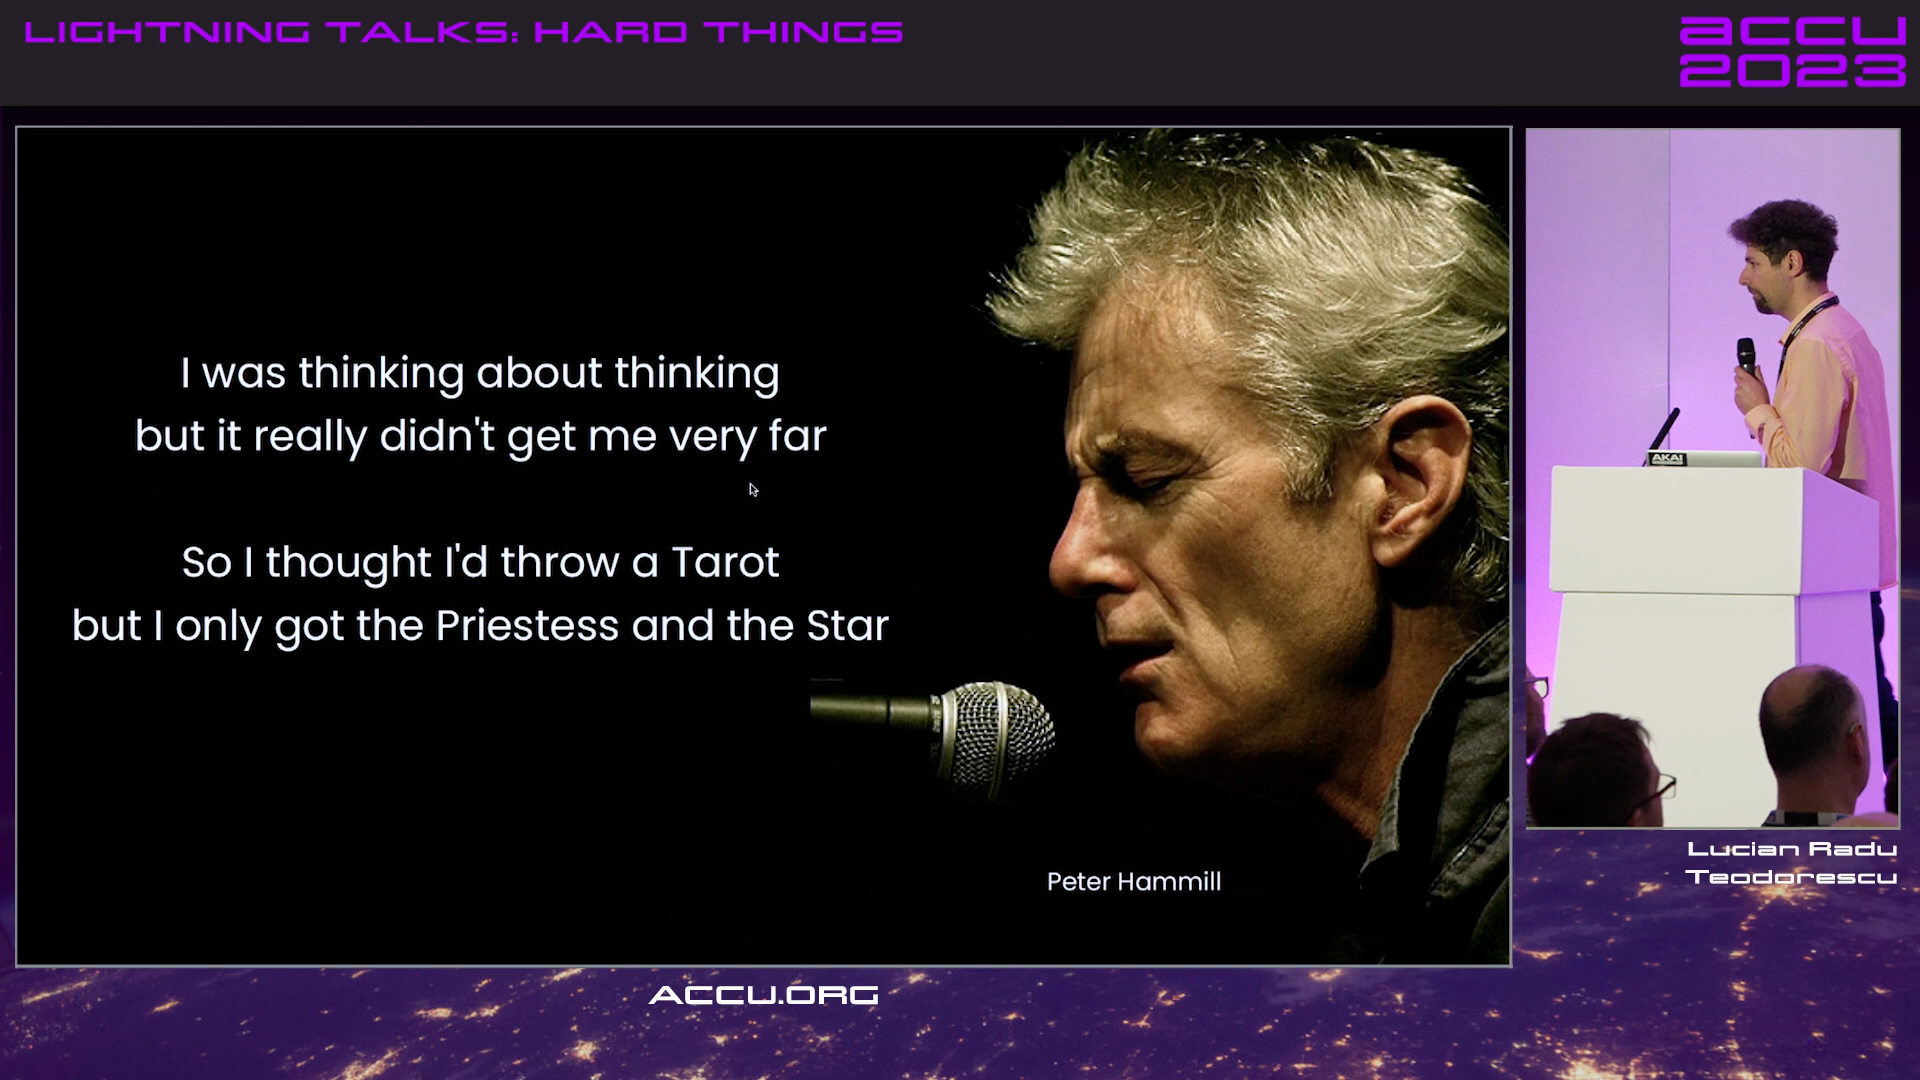 LIGHTNING TALKS: HARD THINGS
accu
2023
I was thinking about thinking
but it really didn't get me very far
So I thought I'd throw a Tarot
but I only got the Priestess and the Star
Peter Hammill
AKAI
Lucian Radu
Teodorescu
ACCU.ORG